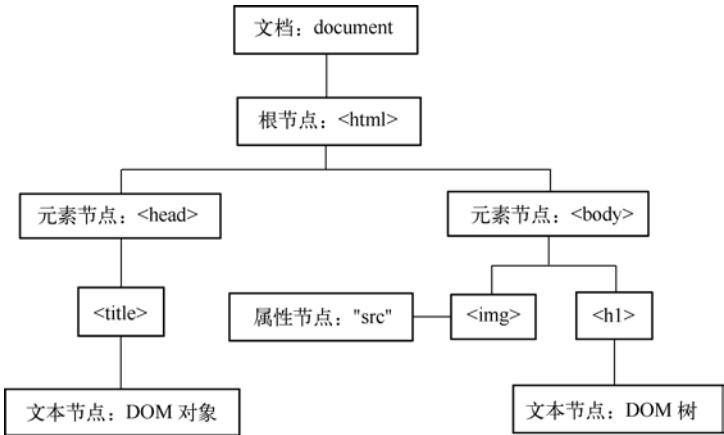 文档：document
根节点：<html>
元素节点：<head>
元素节点：<body>
<title>
属性节点："src"
<img>
<h1>
文本节点：DOM 对象
文本节点：DOM 树